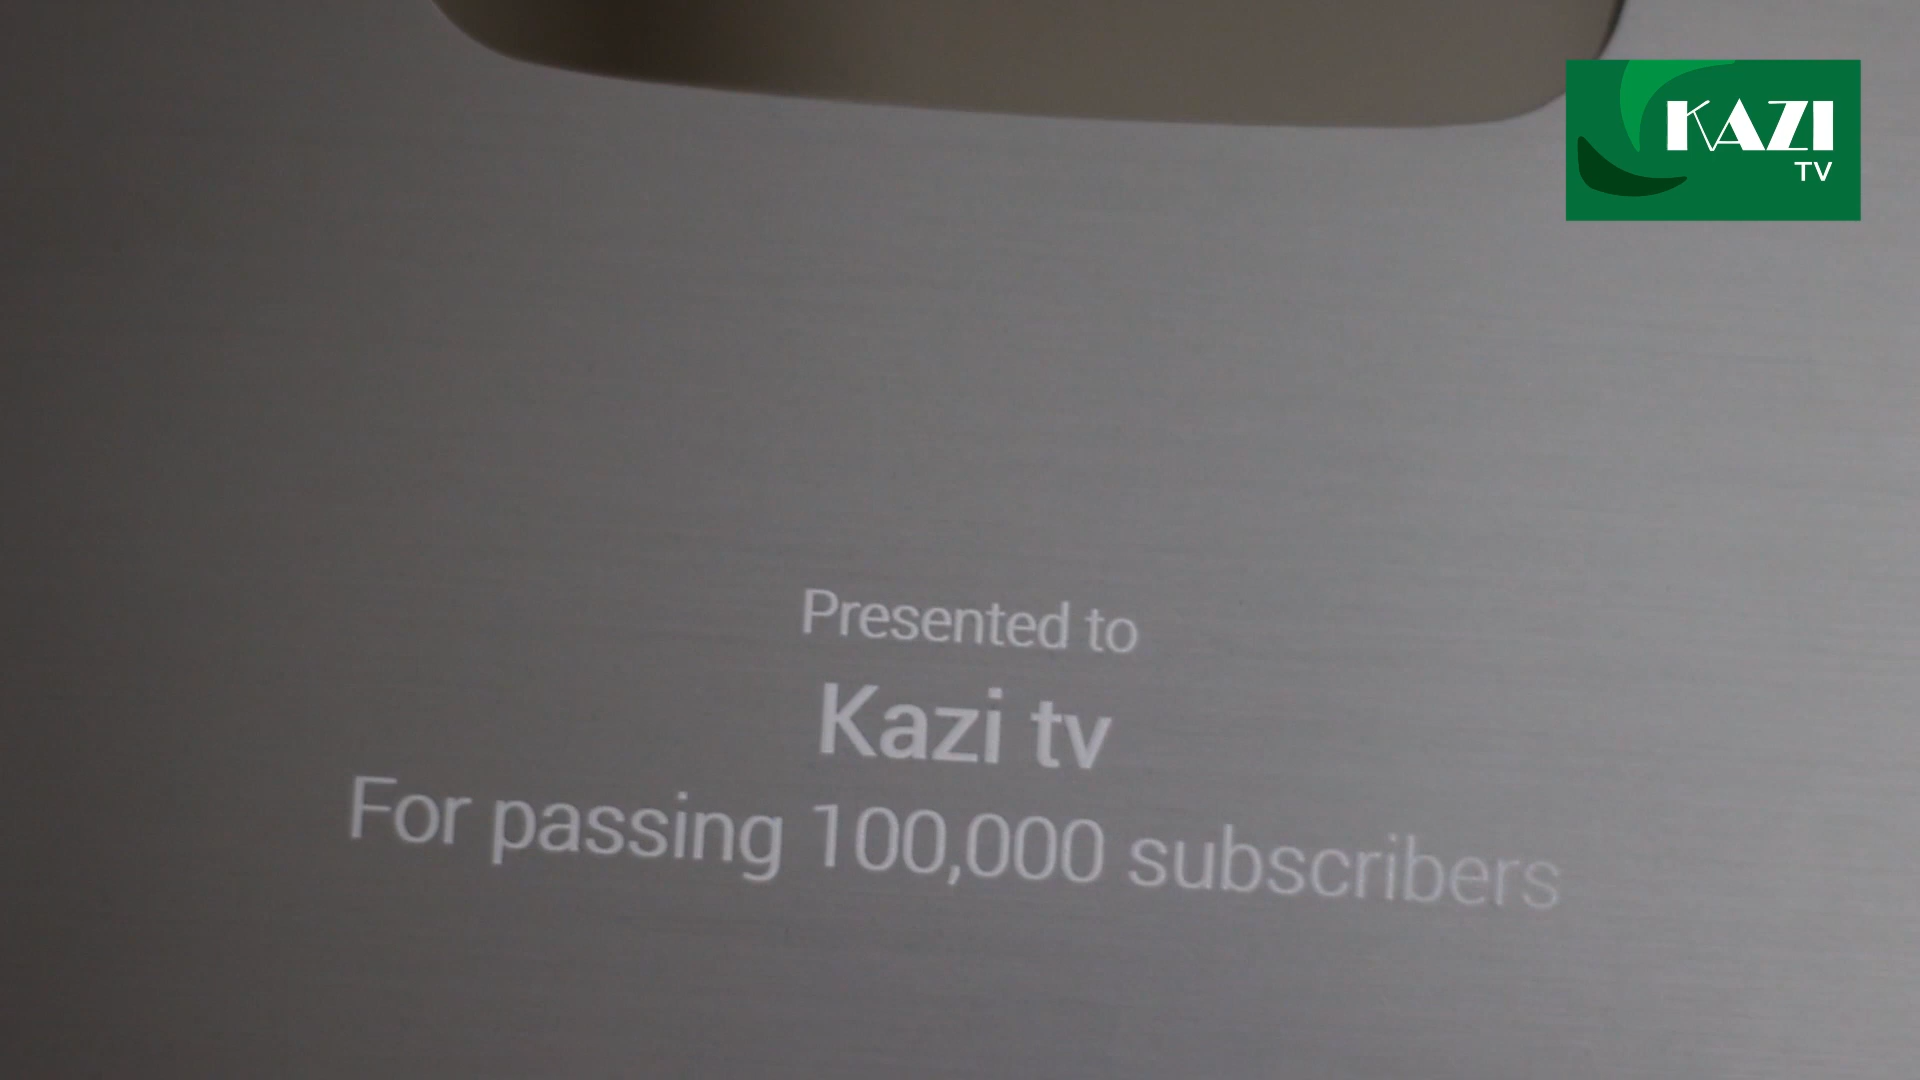 KAZI
TV
Presented to
Kazi tv
For passing 100,000 subscribers